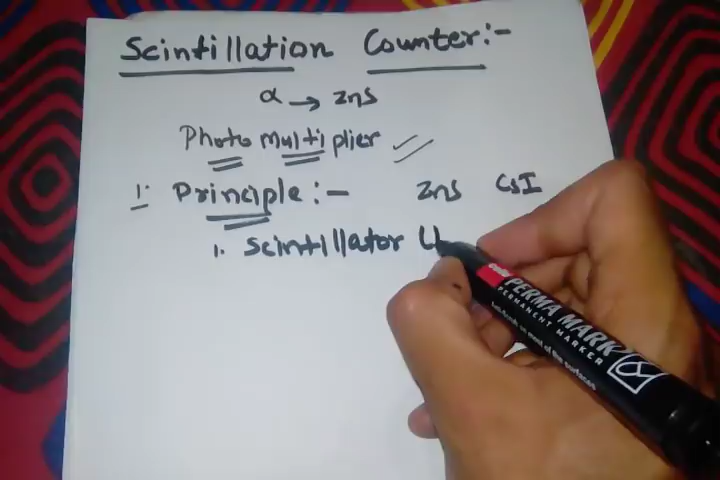 Scintillation Counter:-
α → zns
Photo multiplier
1. Principle:- zns CsI
1. Scintillator
PERMA MARK
PERMANENT MARKER